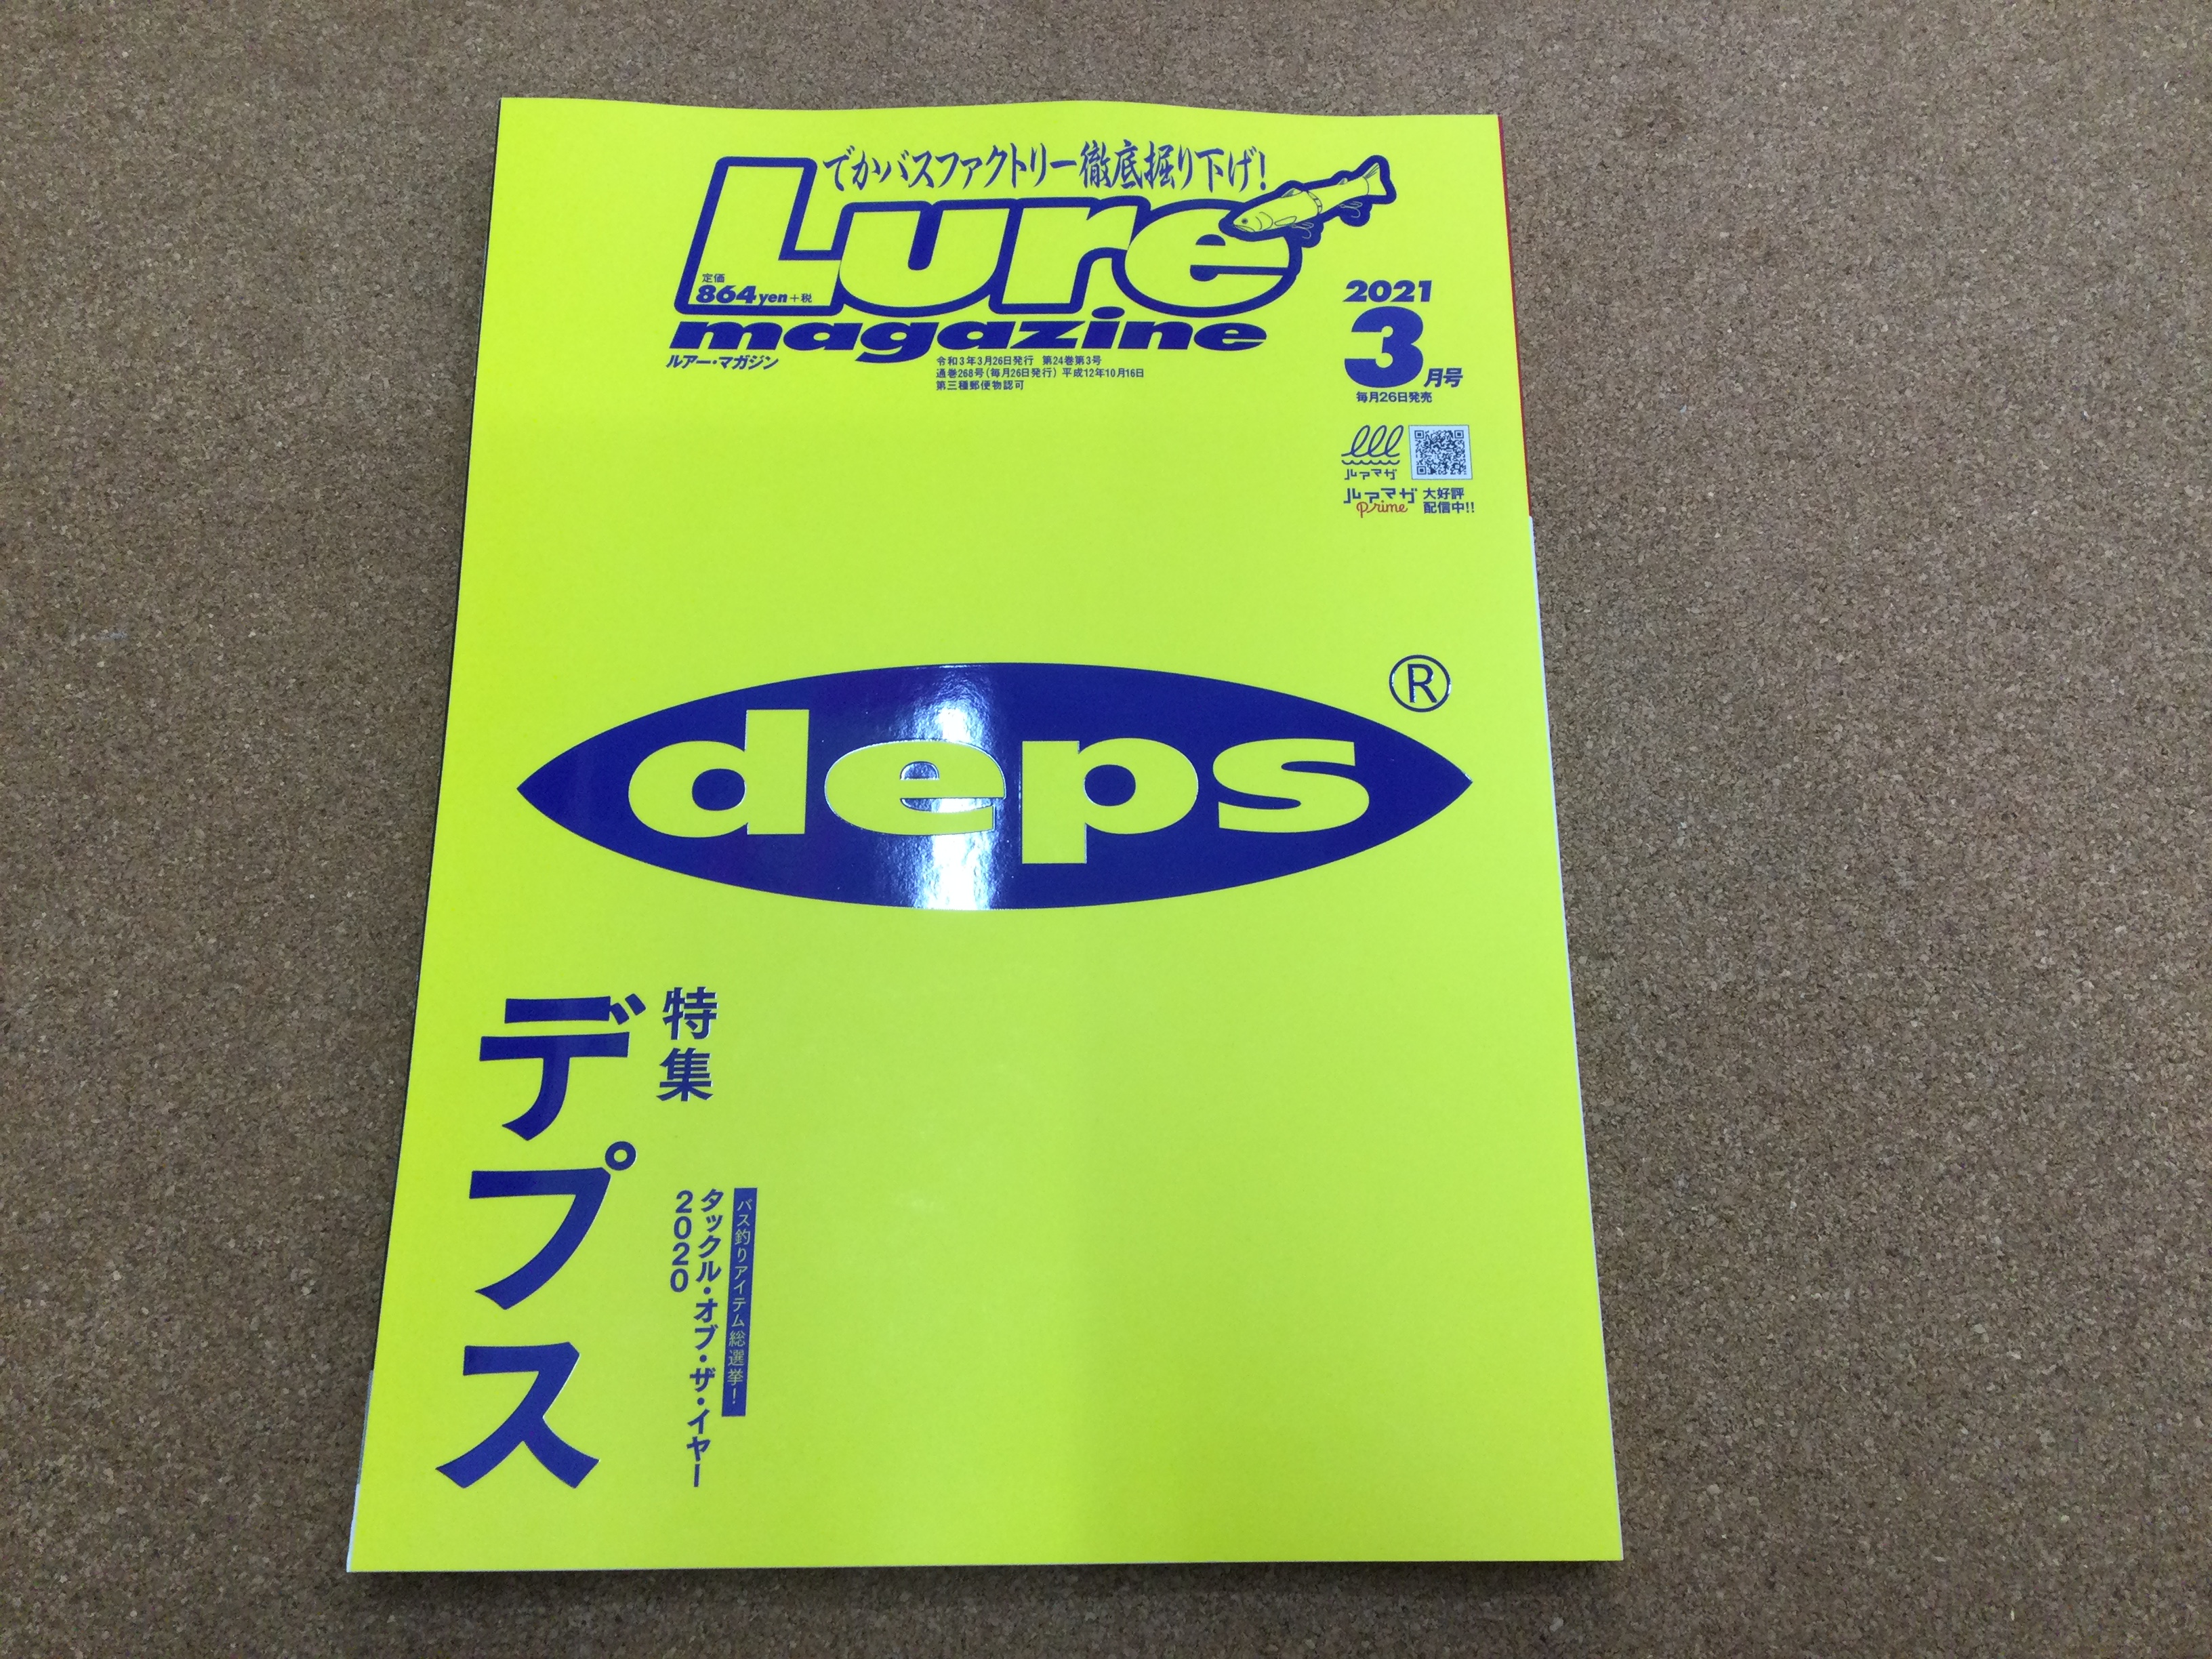 でかバスファクトリー徹底掘り下げ!
Lure
定価
864yen+税
magazine
ルアー・マガジン
令和3年3月26日発行 第24巻第3号
通巻268号(毎月26日発行) 平成12年10月16日
第三種郵便物認可
2021
3月号
毎月26日発売
ルアマガ
ルアマガ
Prime
大好評
配信中!!
deps®
特集
デプス
バス釣りアイテム総選挙!
タックル・オブ・ザ・イヤー
2020